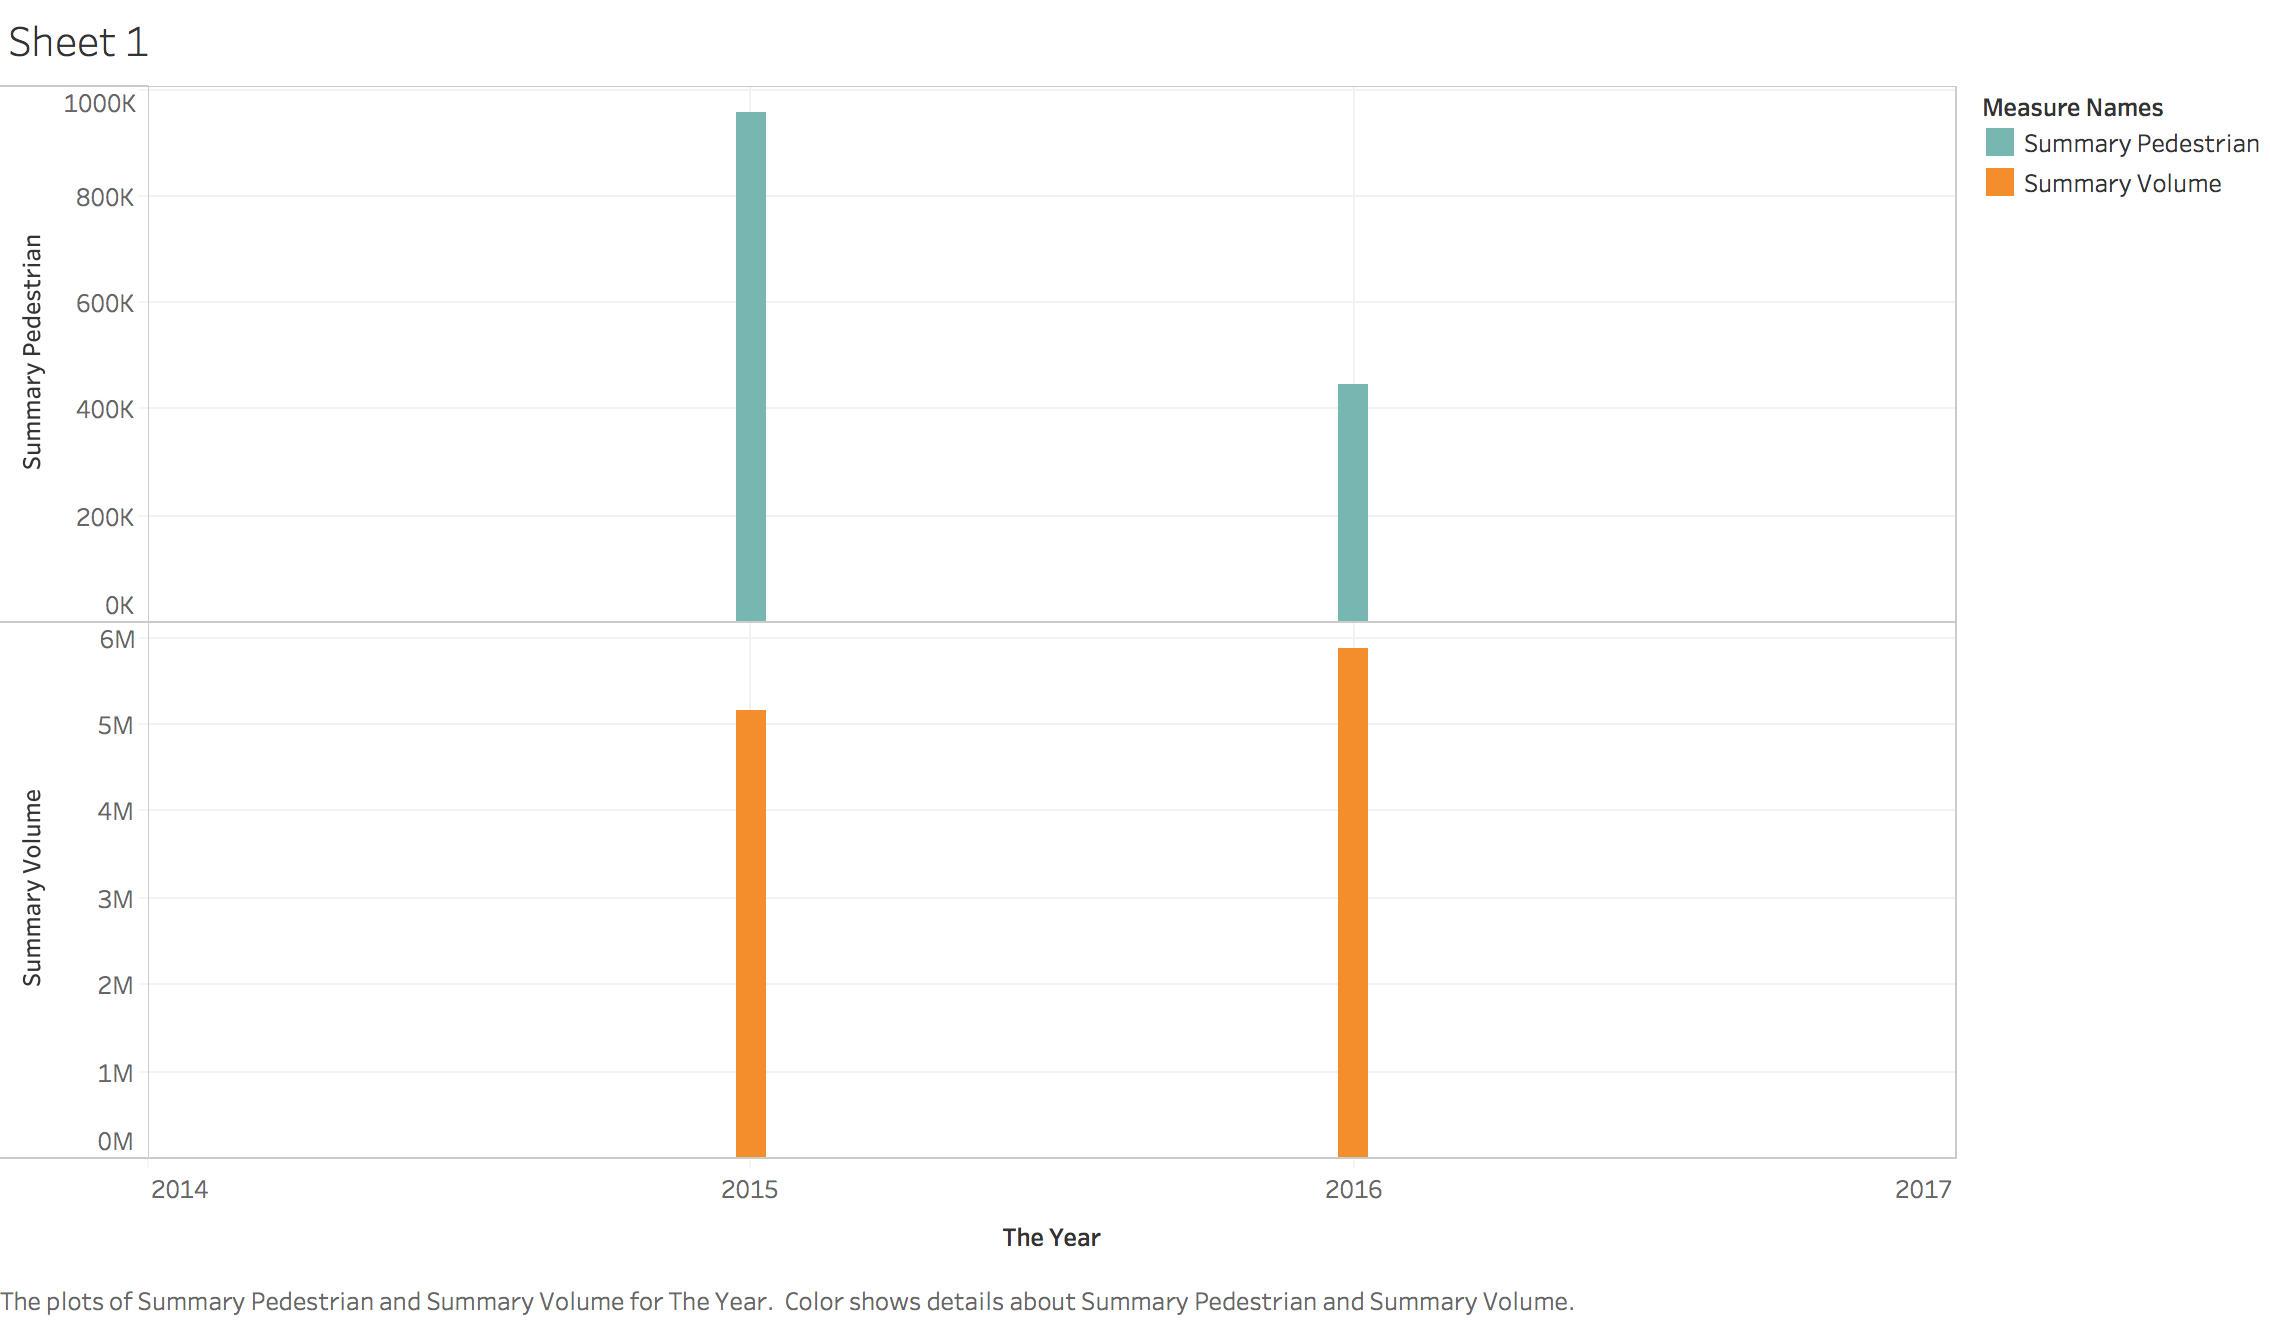 Sheet 1
1000K
800K
600K
400K
200K
0K
Summary Pedestrian
6M
5M
4M
3M
2M
1M
0M
Summary Volume
2014
2015
2016
2017
The Year
Measure Names
Summary Pedestrian
Summary Volume
The plots of Summary Pedestrian and Summary Volume for The Year.  Color shows details about Summary Pedestrian and Summary Volume.